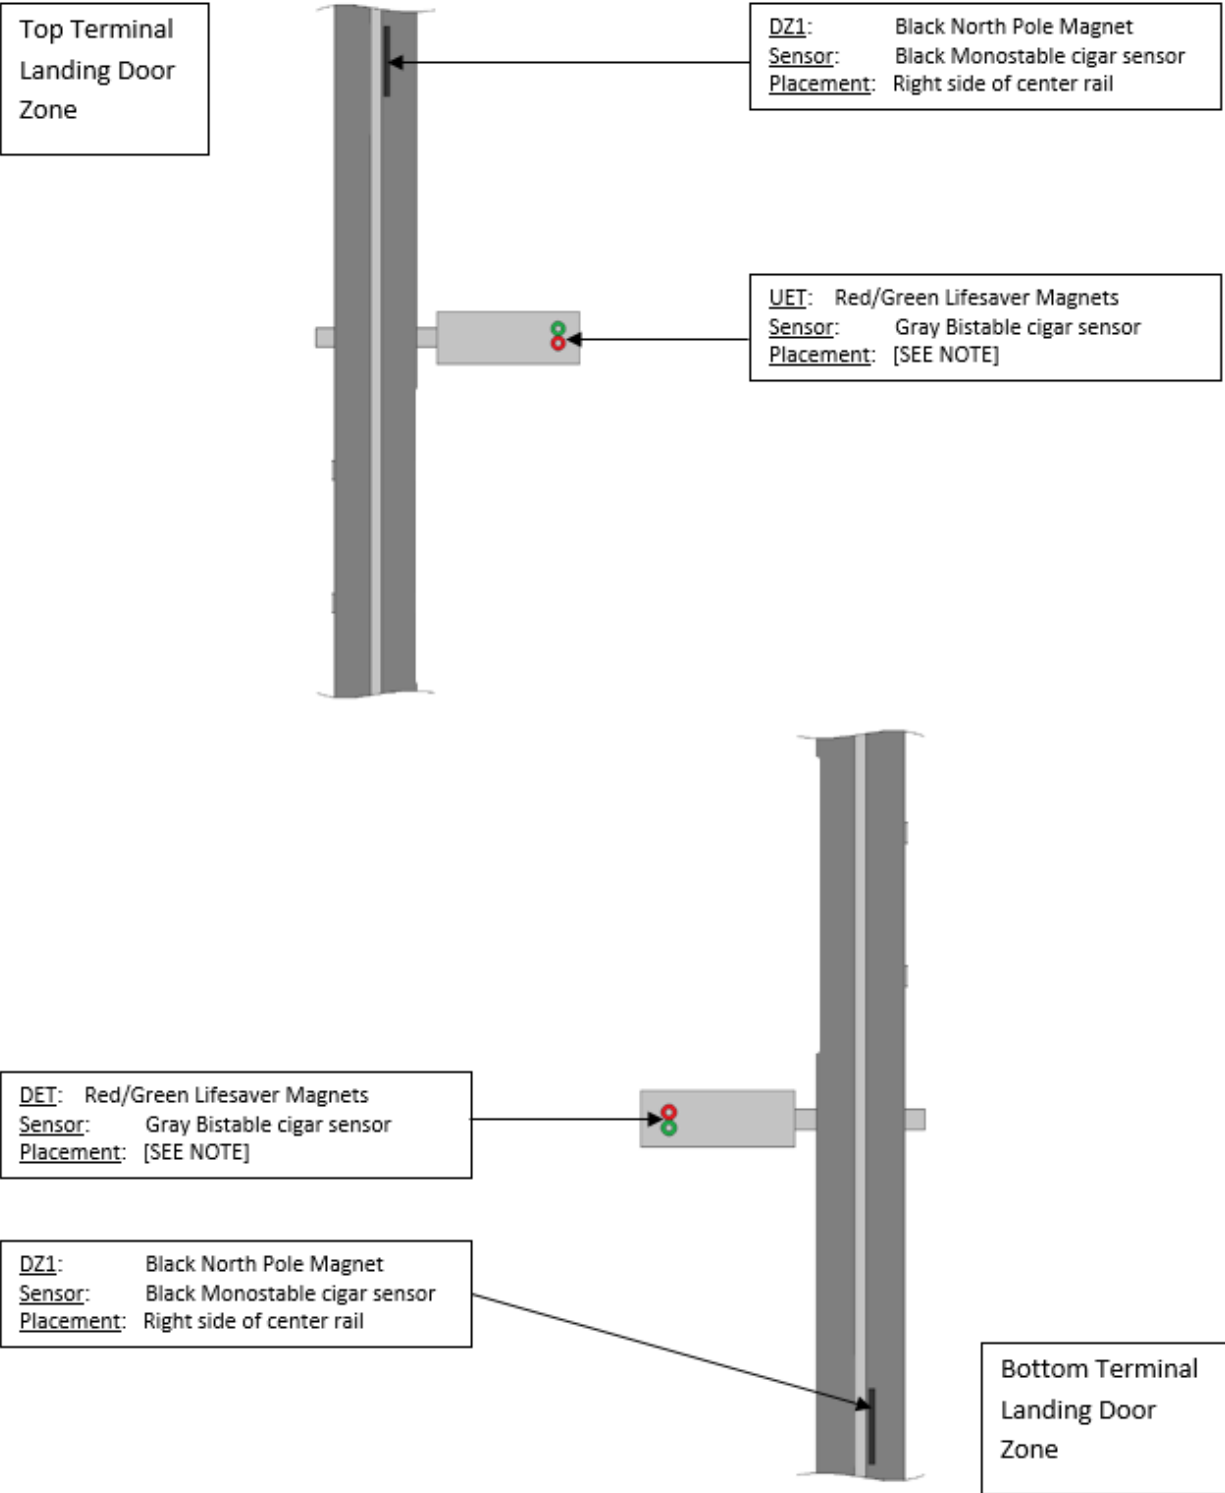 Top Terminal
Landing Door
Zone
DZ1: Black North Pole Magnet
Sensor: Black Monostable cigar sensor
Placement: Right side of center rail
UET: Red/Green Lifesaver Magnets
Sensor: Gray Bistable cigar sensor
Placement: [SEE NOTE]
DET: Red/Green Lifesaver Magnets
Sensor: Gray Bistable cigar sensor
Placement: [SEE NOTE]
DZ1: Black North Pole Magnet
Sensor: Black Monostable cigar sensor
Placement: Right side of center rail
Bottom Terminal
Landing Door
Zone